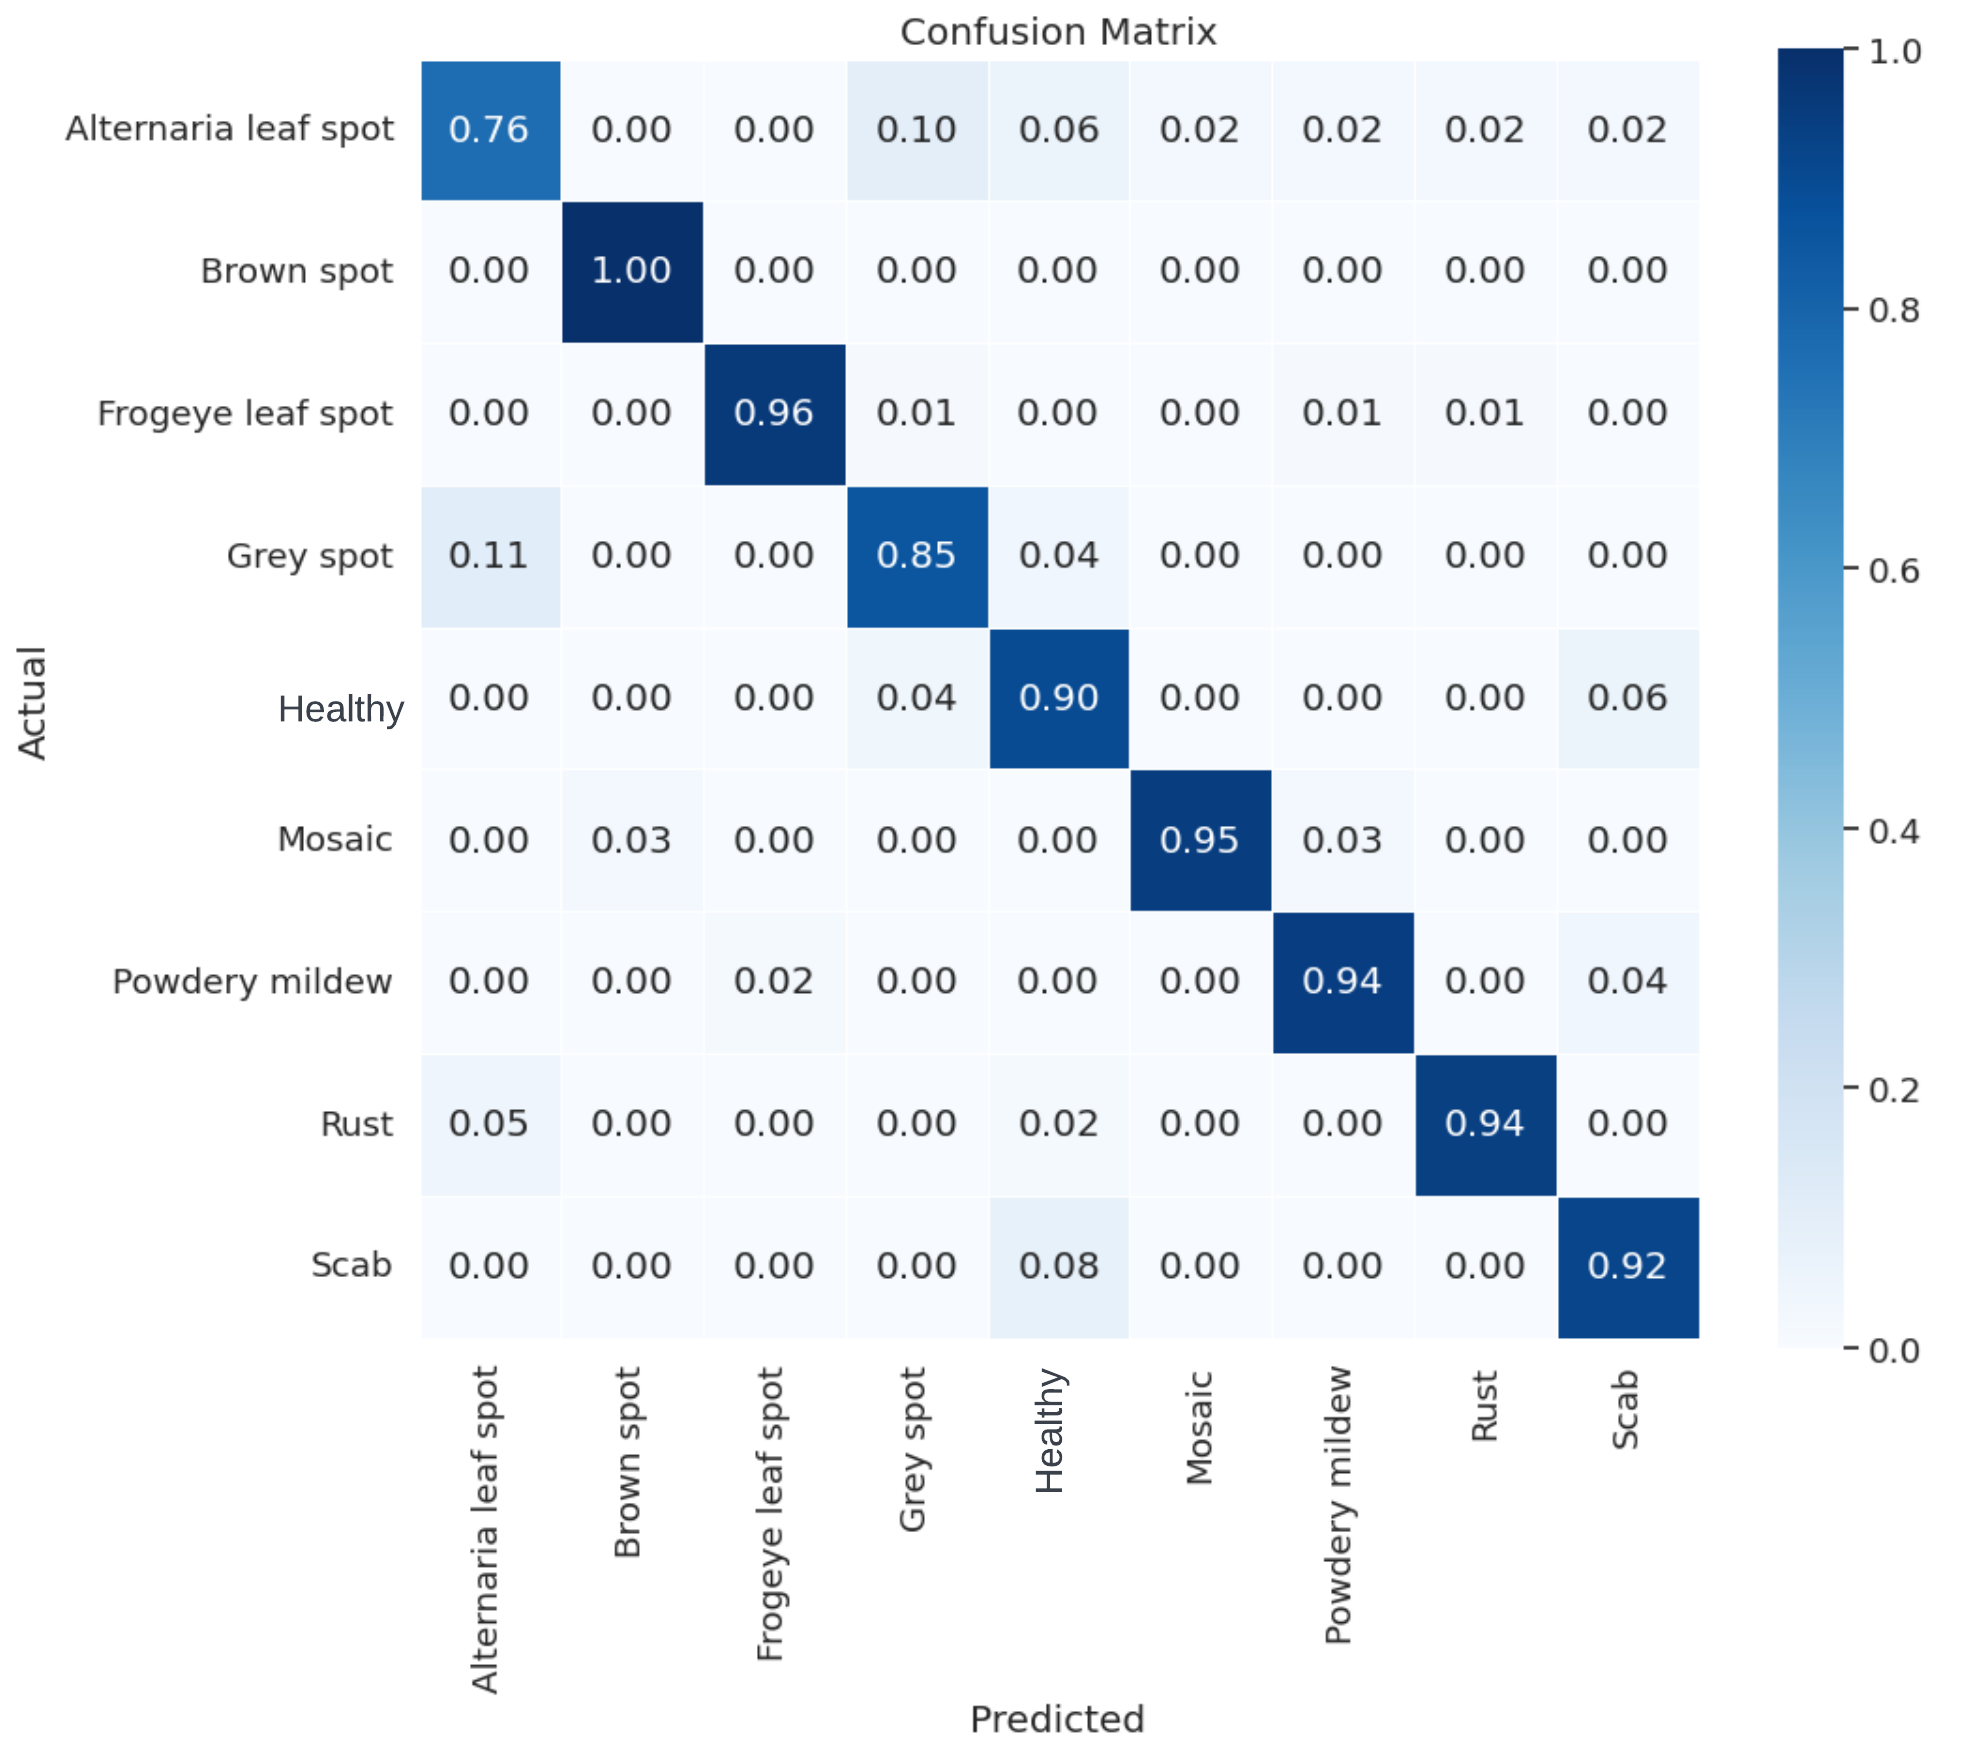 Confusion Matrix
Alternaria leaf spot 0.76 0.00 0.00 0.10 0.06 0.02 0.02 0.02 0.02
Brown spot 0.00 1.00 0.00 0.00 0.00 0.00 0.00 0.00 0.00
Frogeye leaf spot 0.00 0.00 0.96 0.01 0.00 0.00 0.01 0.01 0.00
Grey spot 0.11 0.00 0.00 0.85 0.04 0.00 0.00 0.00 0.00
Healthy 0.00 0.00 0.00 0.04 0.90 0.00 0.00 0.00 0.06
Mosaic 0.00 0.03 0.00 0.00 0.00 0.95 0.03 0.00 0.00
Powdery mildew 0.00 0.00 0.02 0.00 0.00 0.00 0.94 0.00 0.04
Rust 0.05 0.00 0.00 0.00 0.02 0.00 0.00 0.94 0.00
Scab 0.00 0.00 0.00 0.00 0.08 0.00 0.00 0.00 0.92
Actual
Alternaria leaf spot
Brown spot
Frogeye leaf spot
Grey spot
Healthy
Mosaic
Powdery mildew
Rust
Scab
Predicted
1.0
0.8
0.6
0.4
0.2
0.0